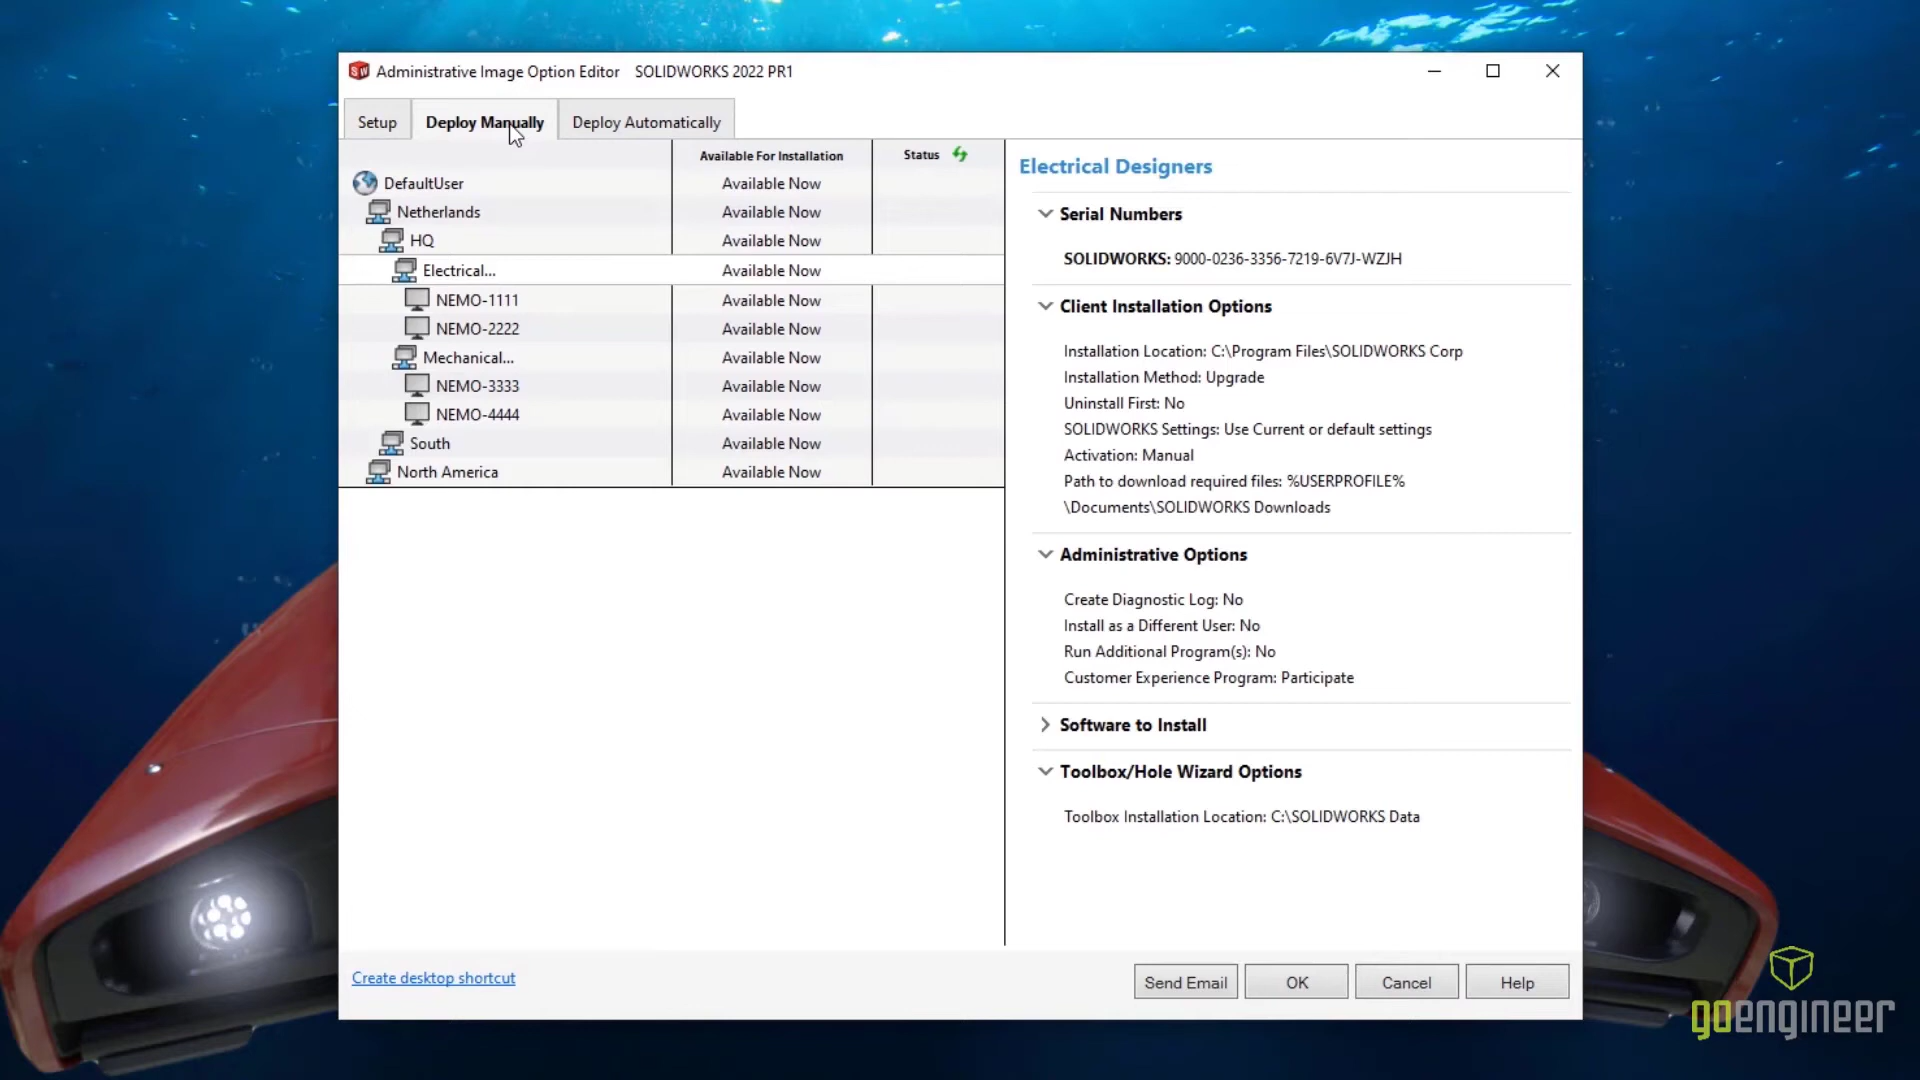 SW Administrative Image Option Editor SOLIDWORKS 2022 PR1
Setup Deploy Manually Deploy Automatically
Available For Installation Status
DefaultUser Available Now
Netherlands Available Now
HQ Available Now
Electrical... Available Now
NEMO-1111 Available Now
NEMO-2222 Available Now
Mechanical... Available Now
NEMO-3333 Available Now
NEMO-4444 Available Now
South Available Now
North America Available Now
Electrical Designers
Serial Numbers
SOLIDWORKS: 9000-0236-3356-7219-6V7J-WZJH
Client Installation Options
Installation Location: C:\Program Files\SOLIDWORKS Corp
Installation Method: Upgrade
Uninstall First: No
SOLIDWORKS Settings: Use Current or default settings
Activation: Manual
Path to download required files: %USERPROFILE%
\Documents\SOLIDWORKS Downloads
Administrative Options
Create Diagnostic Log: No
Install as a Different User: No
Run Additional Program(s): No
Customer Experience Program: Participate
Software to Install
Toolbox/Hole Wizard Options
Toolbox Installation Location: C:\SOLIDWORKS Data
Create desktop shortcut
Send Email OK Cancel Help
goengineer